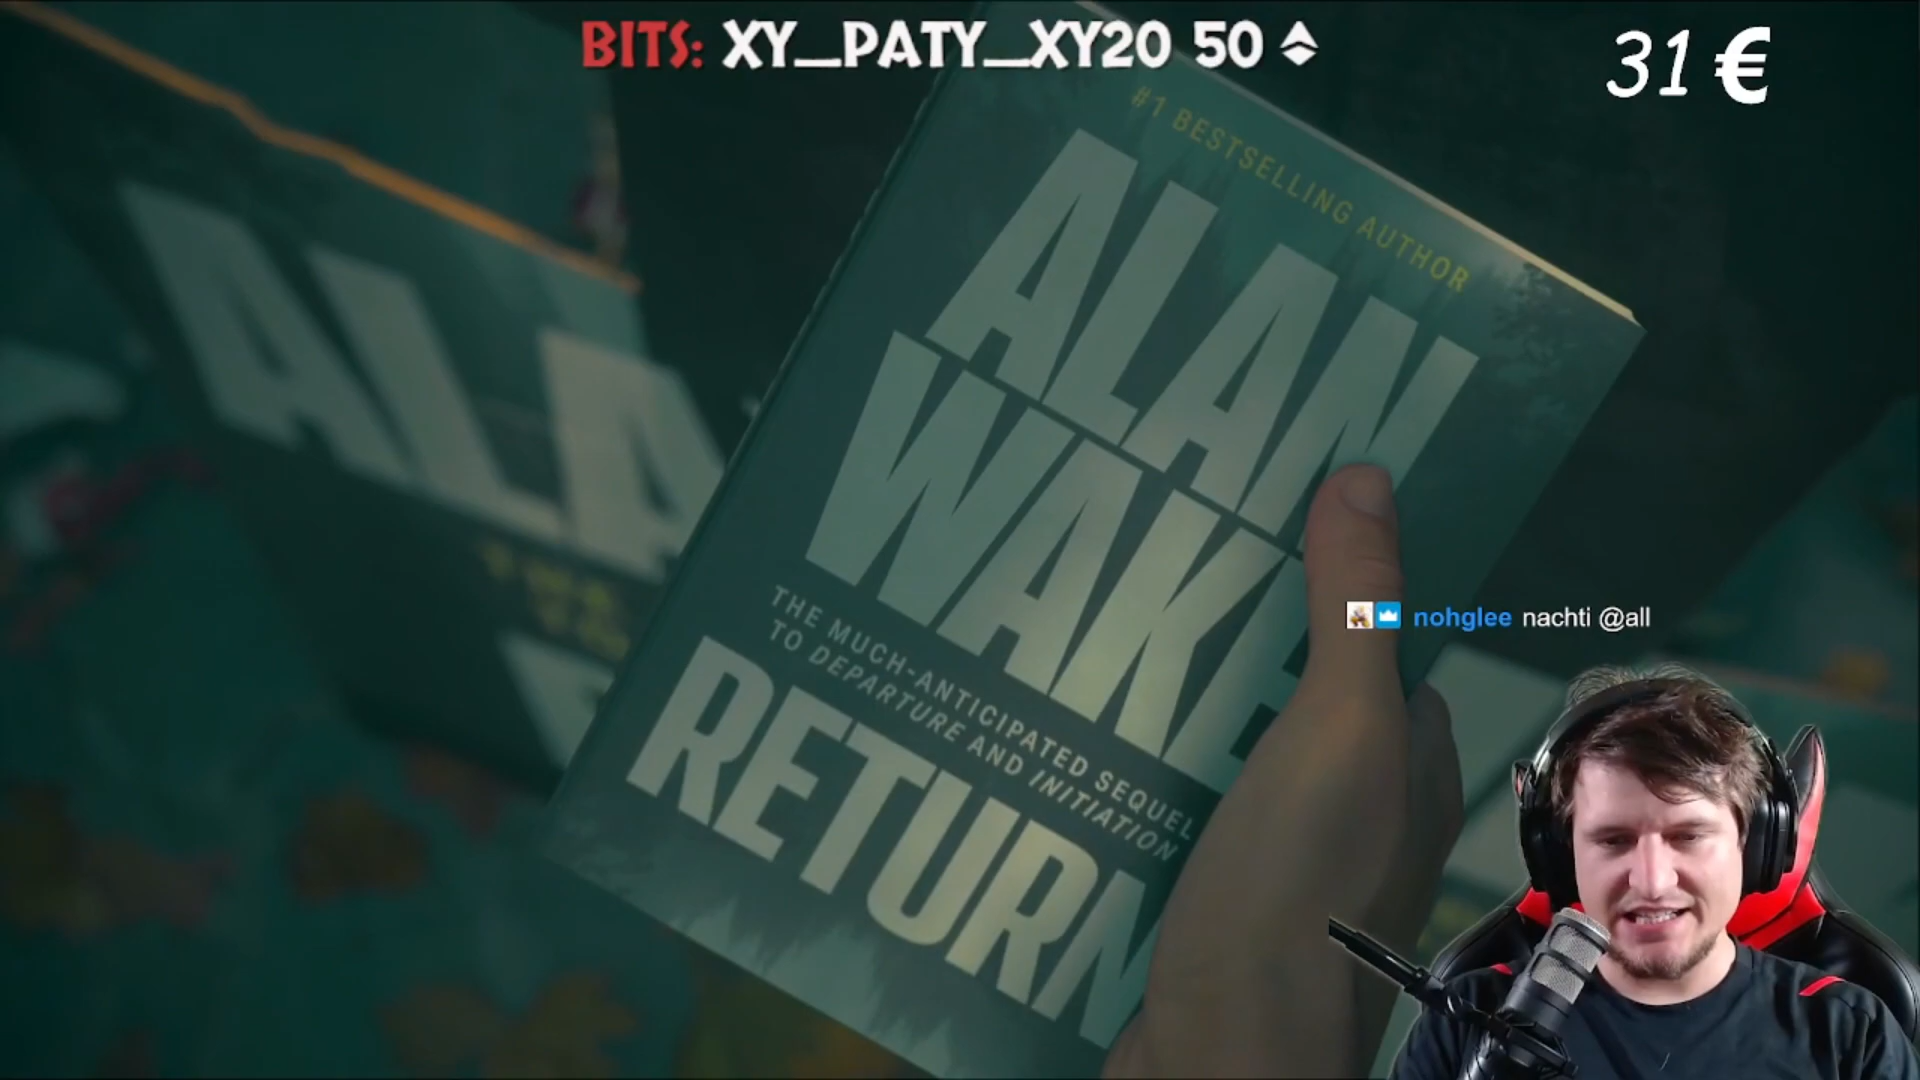 BITS: XY_PATY_XY20 50
31 €
#1 BESTSELLING AUTHOR
ALAN
WAKE
THE MUCH-ANTICIPATED SEQUEL
TO DEPARTURE AND INITIATION
RETURN
ALA
nohglee nachti @all